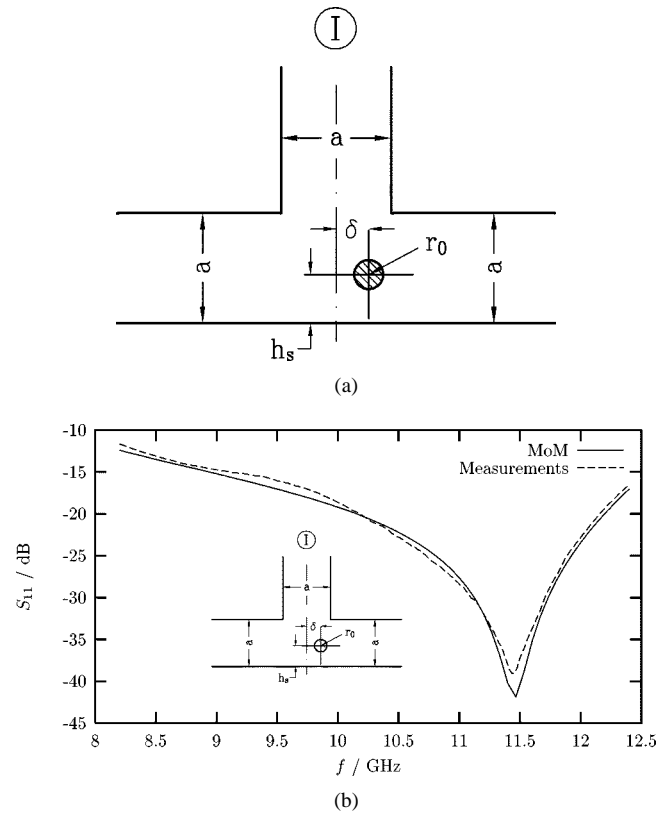 I
a
δ
r0
a
a
hs
(a)
-10
-15
-20
-25
-30
-35
-40
-45
S11 / dB
MoM
Measurements
I
a
δ
r0
a
a
hs
8
8.5
9
9.5
10
10.5
11
11.5
12
12.5
f / GHz
(b)